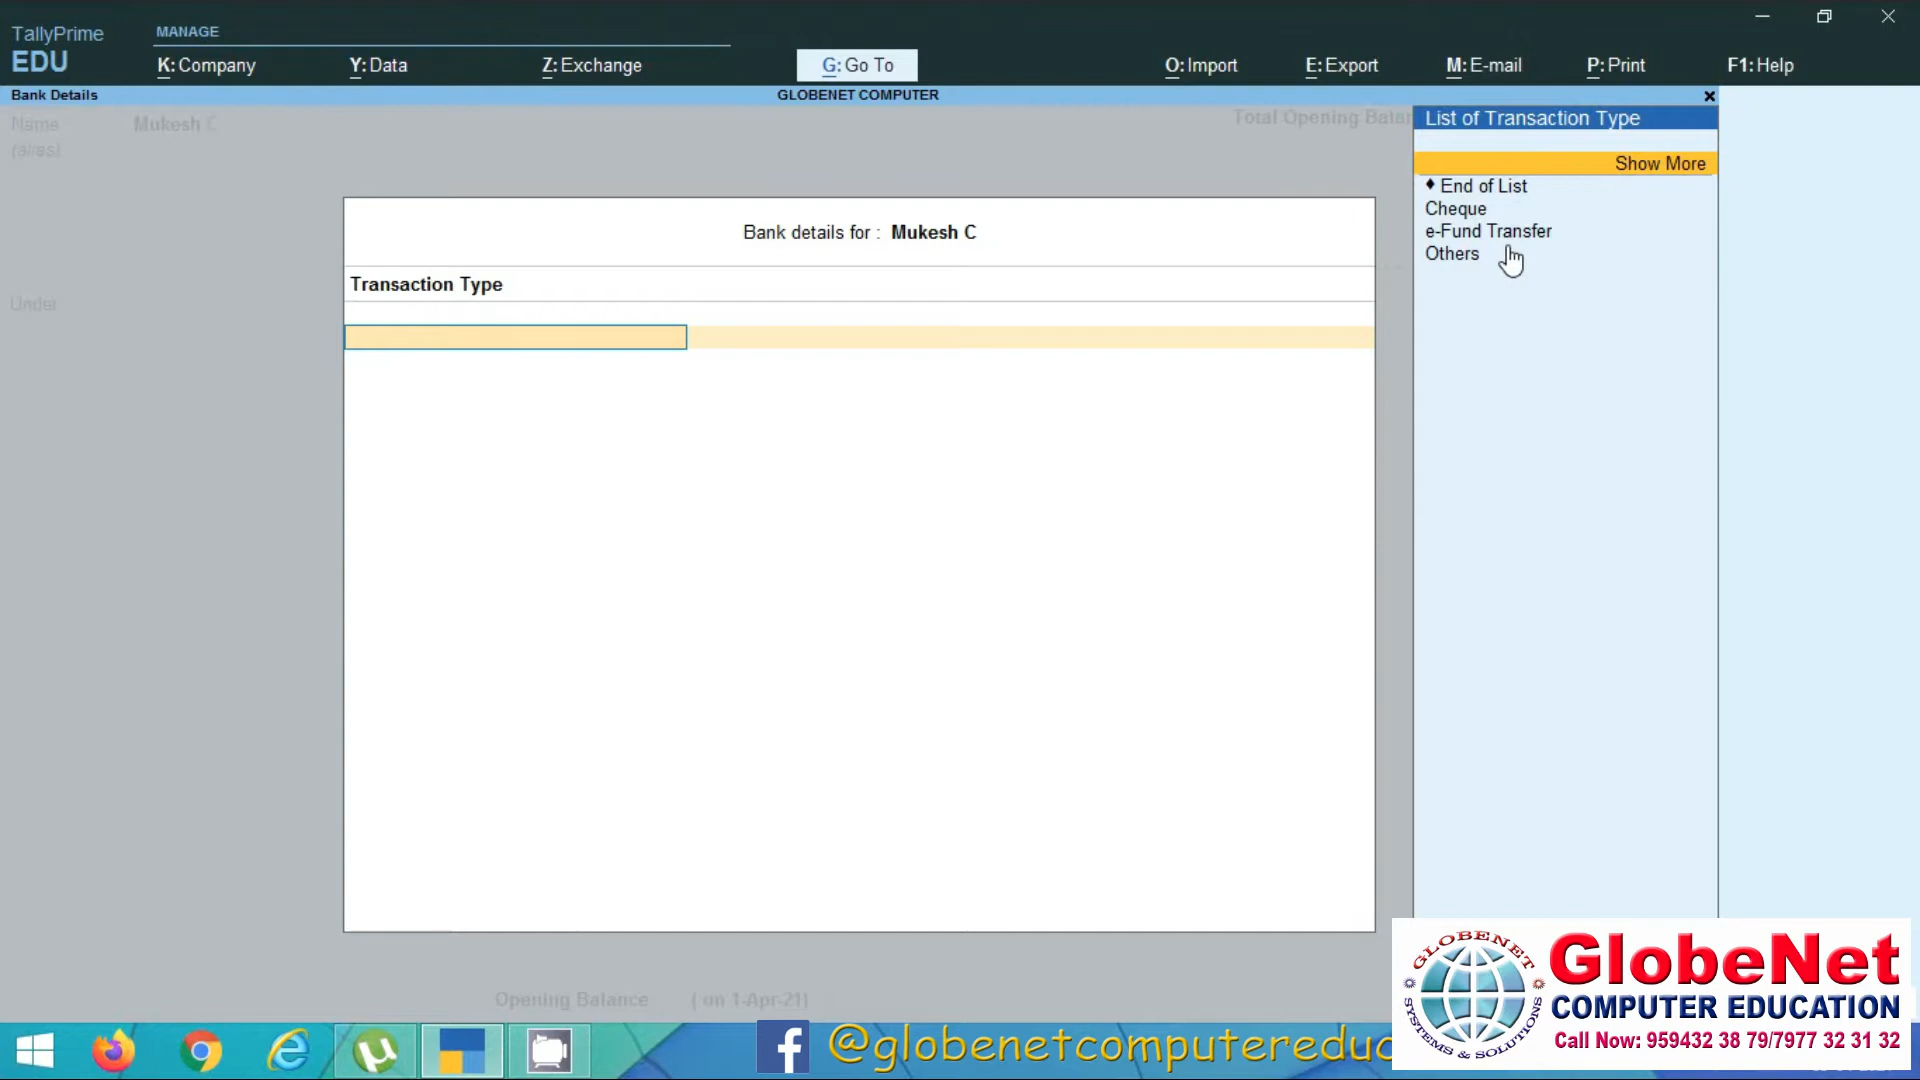 TallyPrime
EDU
MANAGE
K: Company
Y: Data
Z: Exchange
G: Go To
O: Import
E: Export
M: E-mail
P: Print
F1: Help
Bank Details
GLOBENET COMPUTER
Name
Mukesh C
(alias)
Total Opening Balan
List of Transaction Type
Show More
End of List
Cheque
e-Fund Transfer
Others
Bank details for : Mukesh C
Transaction Type
Under
Opening Balance ( on 1-Apr-21)
GLOBENET
SYSTEMS & SOLUTIONS
GlobeNet
COMPUTER EDUCATION
Call Now: 959432 38 79/7977 32 31 32
@globenetcomputereduc